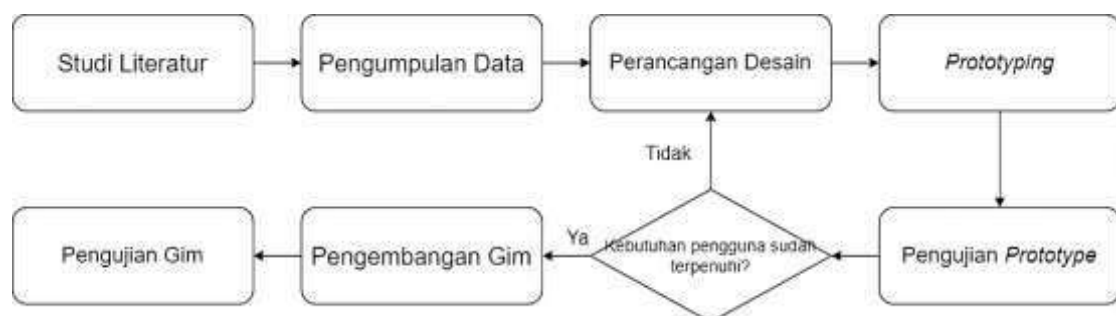 Studi Literatur
Pengumpulan Data
Perancangan Desain
Prototyping
Tidak
Pengujian Gim
Pengembangan Gim
Ya
Kebutuhan pengguna sudah
terpenuhi?
Pengujian Prototype